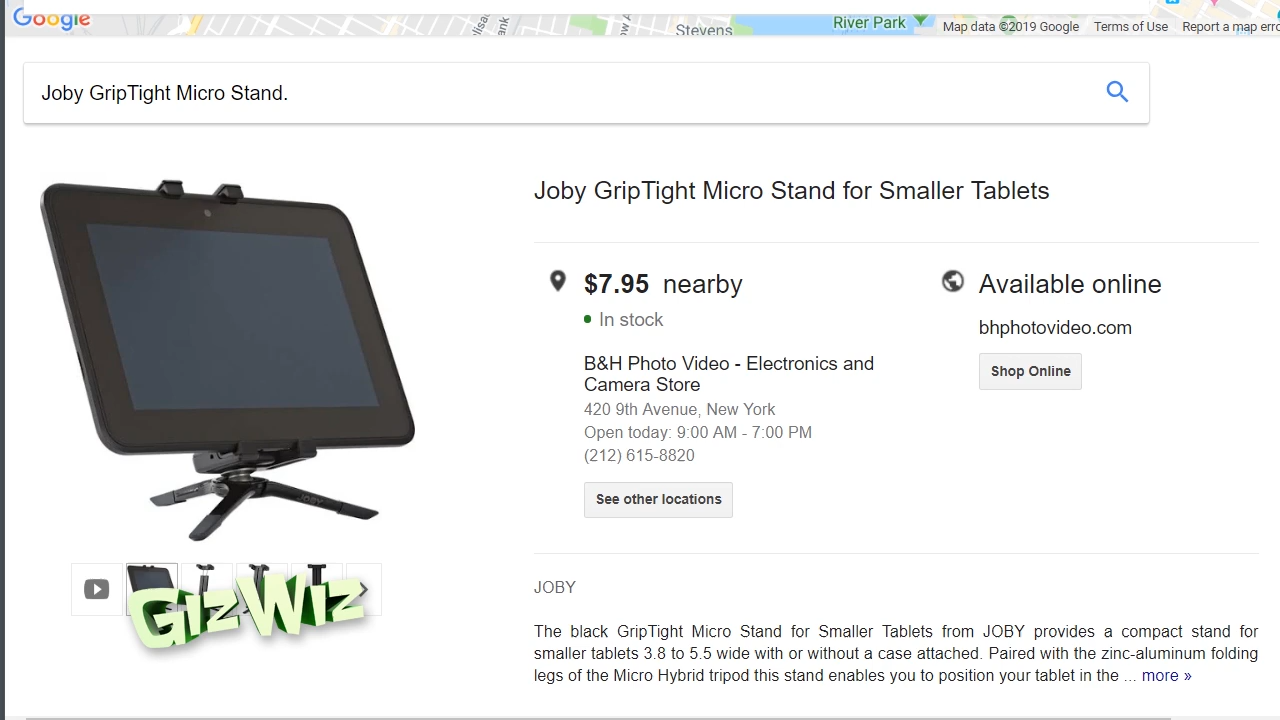 Google
Stevens
River Park
Map data ©2019 Google
Terms of Use
Report a map erro
Joby GripTight Micro Stand.
Joby GripTight Micro Stand for Smaller Tablets
$7.95 nearby
In stock
B&H Photo Video - Electronics and
Camera Store
420 9th Avenue, New York
Open today: 9:00 AM - 7:00 PM
(212) 615-8820
See other locations
Available online
bhphotovideo.com
Shop Online
JOBY
GizWiz
JOBY
The black GripTight Micro Stand for Smaller Tablets from JOBY provides a compact stand for
smaller tablets 3.8 to 5.5 wide with or without a case attached. Paired with the zinc-aluminum folding
legs of the Micro Hybrid tripod this stand enables you to position your tablet in the ... more »